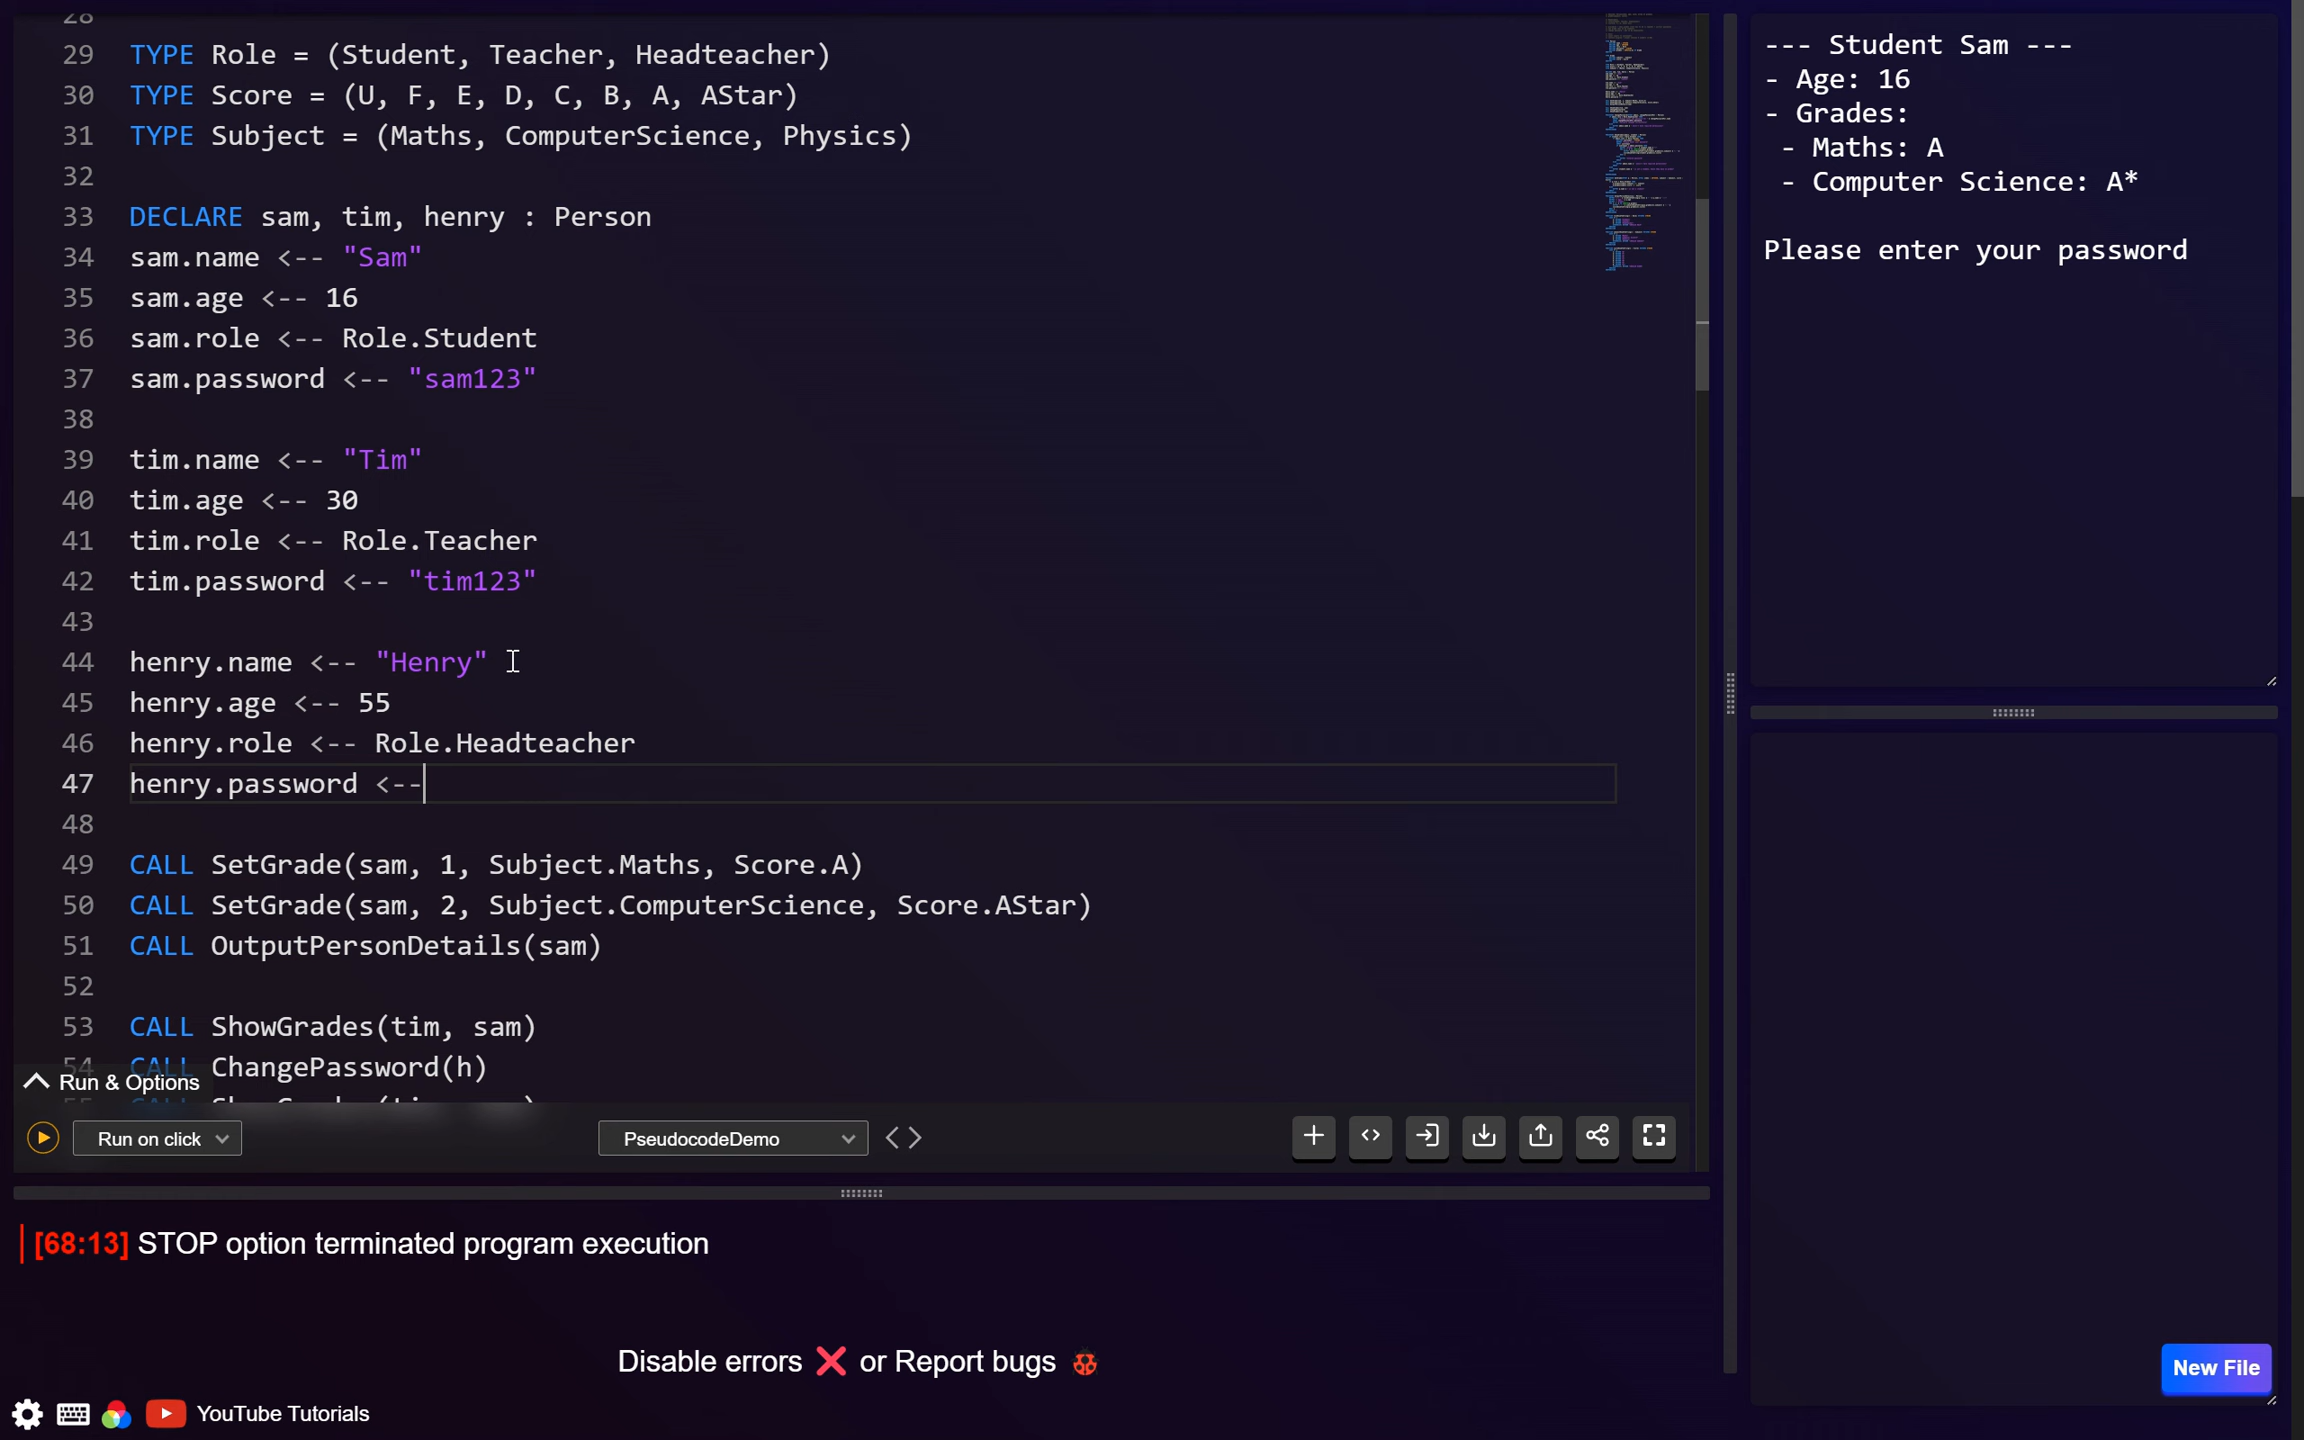 28
29 TYPE Role = (Student, Teacher, Headteacher)
30 TYPE Score = (U, F, E, D, C, B, A, AStar)
31 TYPE Subject = (Maths, ComputerScience, Physics)
32
33 DECLARE sam, tim, henry : Person
34 sam.name <-- "Sam"
35 sam.age <-- 16
36 sam.role <-- Role.Student
37 sam.password <-- "sam123"
38
39 tim.name <-- "Tim"
40 tim.age <-- 30
41 tim.role <-- Role.Teacher
42 tim.password <-- "tim123"
43
44 henry.name <-- "Henry"
45 henry.age <-- 55
46 henry.role <-- Role.Headteacher
47 henry.password <--
48
49 CALL SetGrade(sam, 1, Subject.Maths, Score.A)
50 CALL SetGrade(sam, 2, Subject.ComputerScience, Score.AStar)
51 CALL OutputPersonDetails(sam)
52
53 CALL ShowGrades(tim, sam)
54 CALL ChangePassword(h)
Run & Options
Run on click
PseudocodeDemo
[68:13] STOP option terminated program execution
Disable errors ❌ or Report bugs 🐞
YouTube Tutorials
--- Student Sam ---
- Age: 16
- Grades:
- Maths: A
- Computer Science: A*
Please enter your password
New File